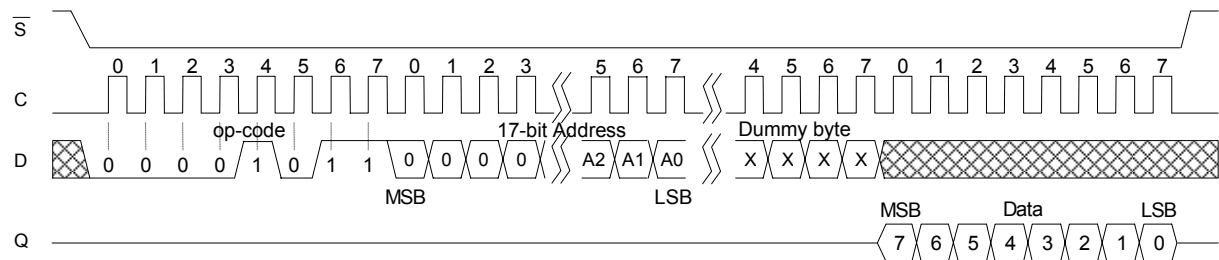 S
0 1 2 3 4 5 6 7 0 1 2 3 5 6 7 4 5 6 7 0 1 2 3 4 5 6 7
C
op-code 17-bit Address Dummy byte
D 0 0 0 0 1 0 1 1 0 0 0 0 A2 A1 A0 X X X X
MSB LSB MSB Data LSB
Q 7 6 5 4 3 2 1 0